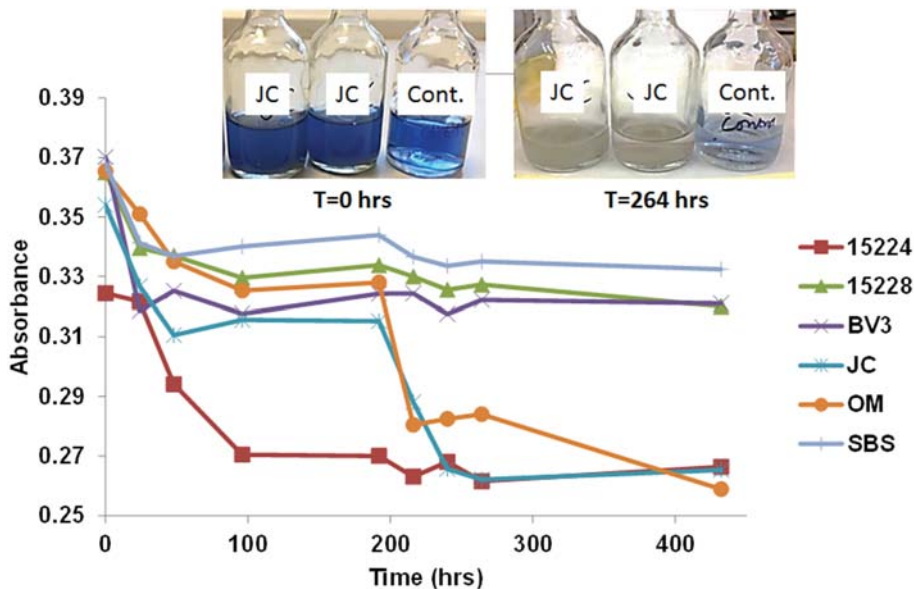 JC JC Cont. JC JC Cont.
Control
T=0 hrs T=264 hrs
0.39
0.37
0.35
0.33
0.31
0.29
0.27
0.25
Absorbance
0 100 200 300 400
Time (hrs)
15224
15228
BV3
JC
OM
SBS